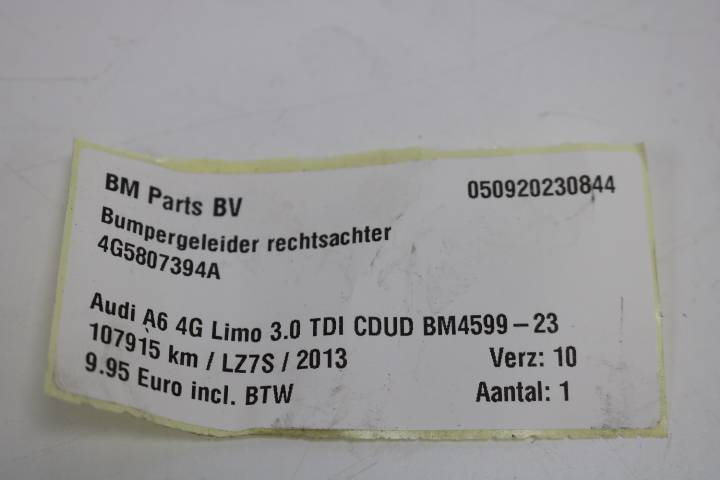 BM Parts BV 050920230844
Bumpergeleider rechtsachter
4G5807394A
Audi A6 4G Limo 3.0 TDI CDUD BM4599-23
107915 km / LZ7S / 2013 Verz: 10
9.95 Euro incl. BTW Aantal: 1